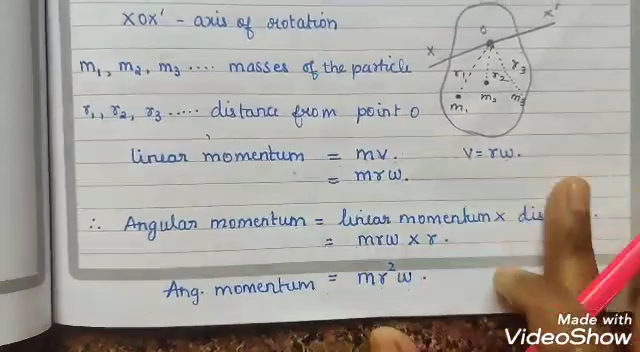 XOX' - axis of rotation
m₁, m₂, m₃ .... masses of the particle
r₁, r₂, r₃ ..... distance from point O
linear momentum = mv.
= mrω.
V = rω.
∴ Angular momentum = linear momentum ×
= mrω × r.
Ang. momentum = mr²ω.
X
O
X'
r₁
r₂
r₃
m₁
m₂
m₃
Made with
VideoShow